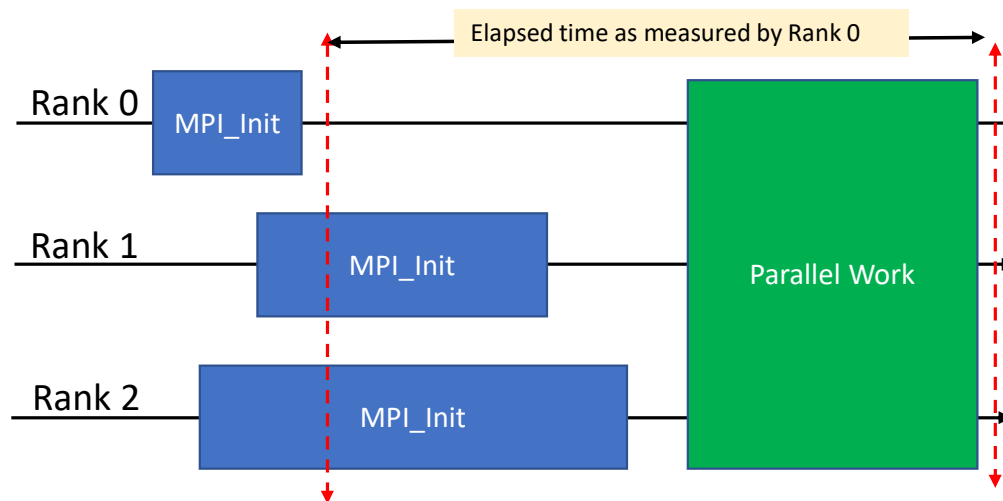 Elapsed time as measured by Rank 0
Rank 0
MPI_Init
Rank 1
MPI_Init
Parallel Work
Rank 2
MPI_Init